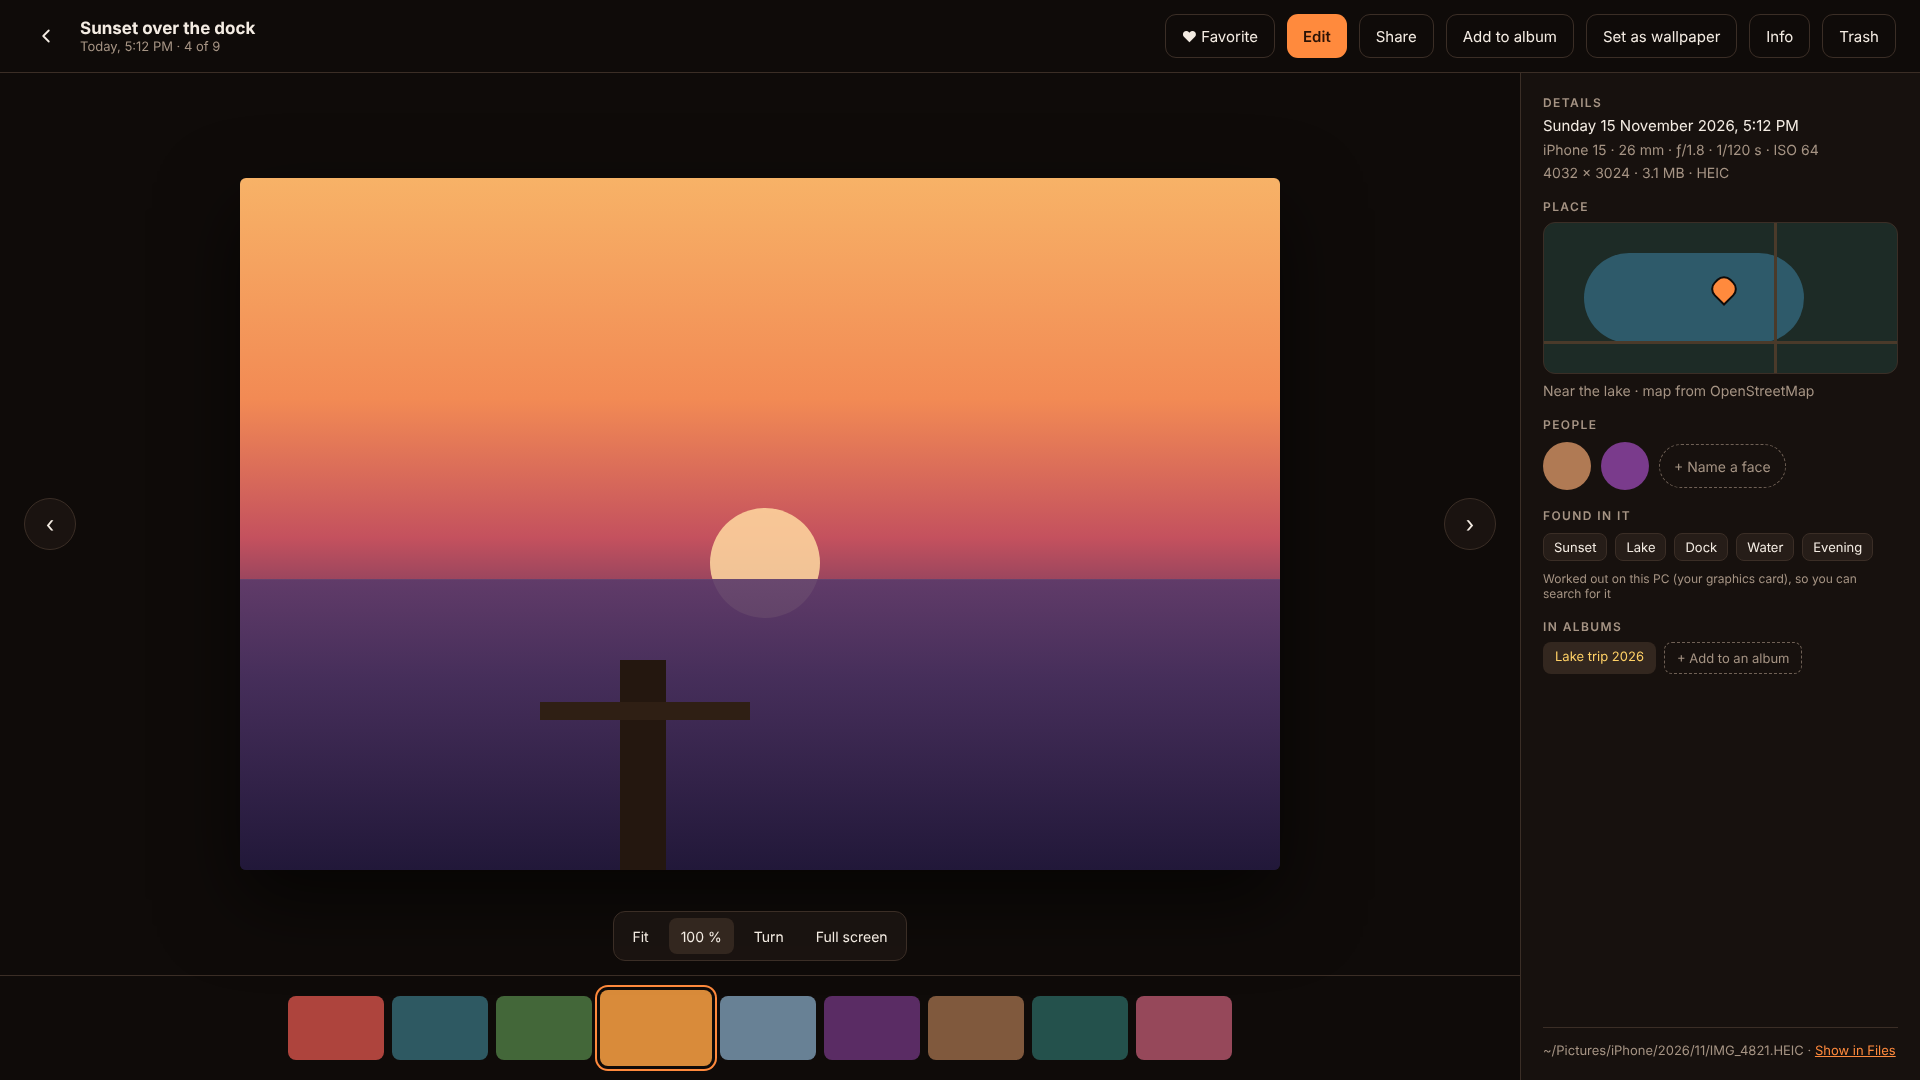 Sunset over the dock
Today, 5:12 PM · 4 of 9
♥ Favorite
Edit
Share
Add to album
Set as wallpaper
Info
Trash
DETAILS
Sunday 15 November 2026, 5:12 PM
iPhone 15 · 26 mm · ƒ/1.8 · 1/120 s · ISO 64
4032 × 3024 · 3.1 MB · HEIC
PLACE
Near the lake · map from OpenStreetMap
PEOPLE
+ Name a face
FOUND IN IT
Sunset
Lake
Dock
Water
Evening
Worked out on this PC (your graphics card), so you can
search for it
IN ALBUMS
Lake trip 2026
+ Add to an album
Fit
100 %
Turn
Full screen
~/Pictures/iPhone/2026/11/IMG_4821.HEIC · Show in Files